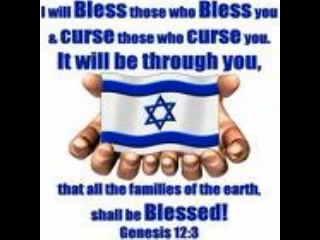 I will Bless those who Bless you
& curse those who curse you.
It will be through you,
that all the families of the earth,
shall be Blessed!
Genesis 12:3